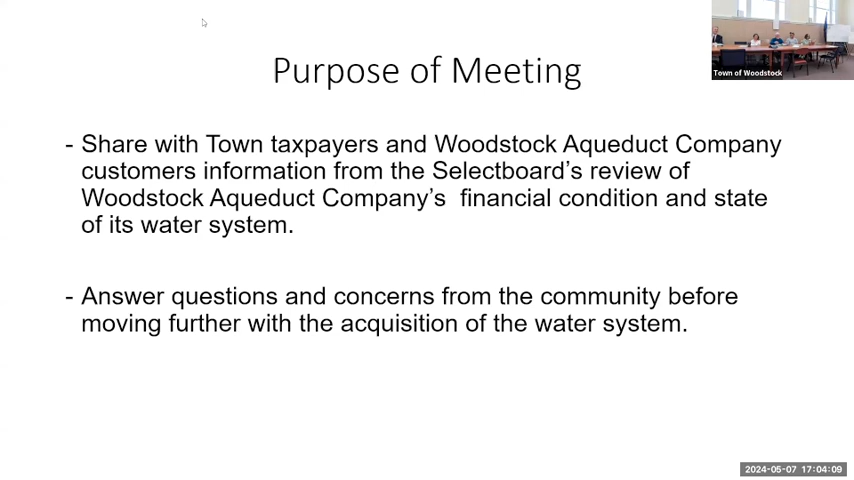 Town of Woodstock
Purpose of Meeting
- Share with Town taxpayers and Woodstock Aqueduct Company
customers information from the Selectboard’s review of
Woodstock Aqueduct Company’s  financial condition and state
of its water system.
- Answer questions and concerns from the community before
moving further with the acquisition of the water system.
2024-05-07 17:04:09